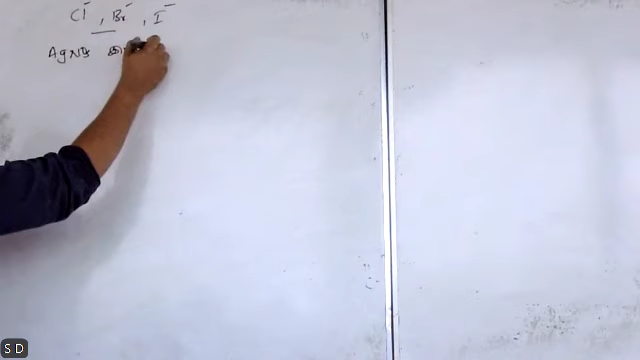 Cl⁻, Br⁻, I⁻
AgNO₃
S D